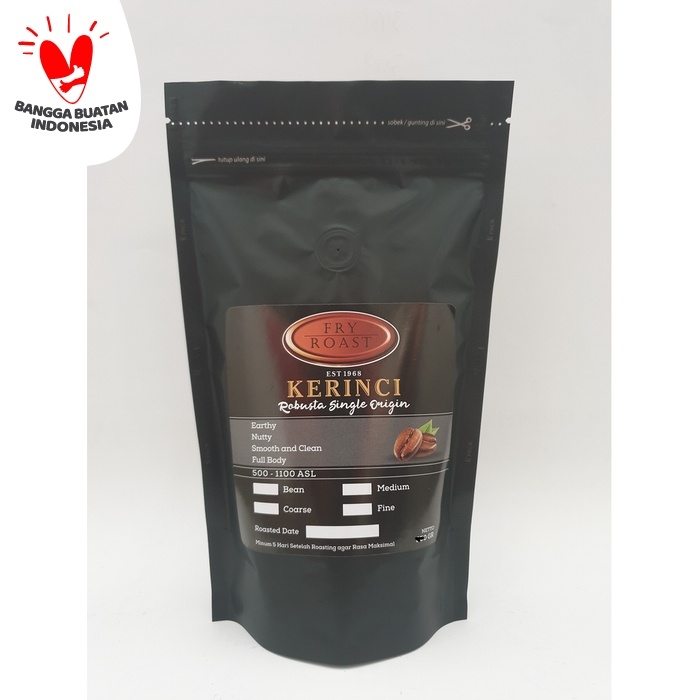 BANGGA BUATAN
INDONESIA
sobek / gunting di sini
tutup ulang di sini
FRY
ROAST
EST 1968
KERINCI
Robusta Single Origin
Earthy
Nutty
Smooth and Clean
Full Body
500 - 1100 ASL
Bean
Medium
Coarse
Fine
Roasted Date
NETTO
Minum 5 Hari Setelah Roasting agar Rasa Maksimal